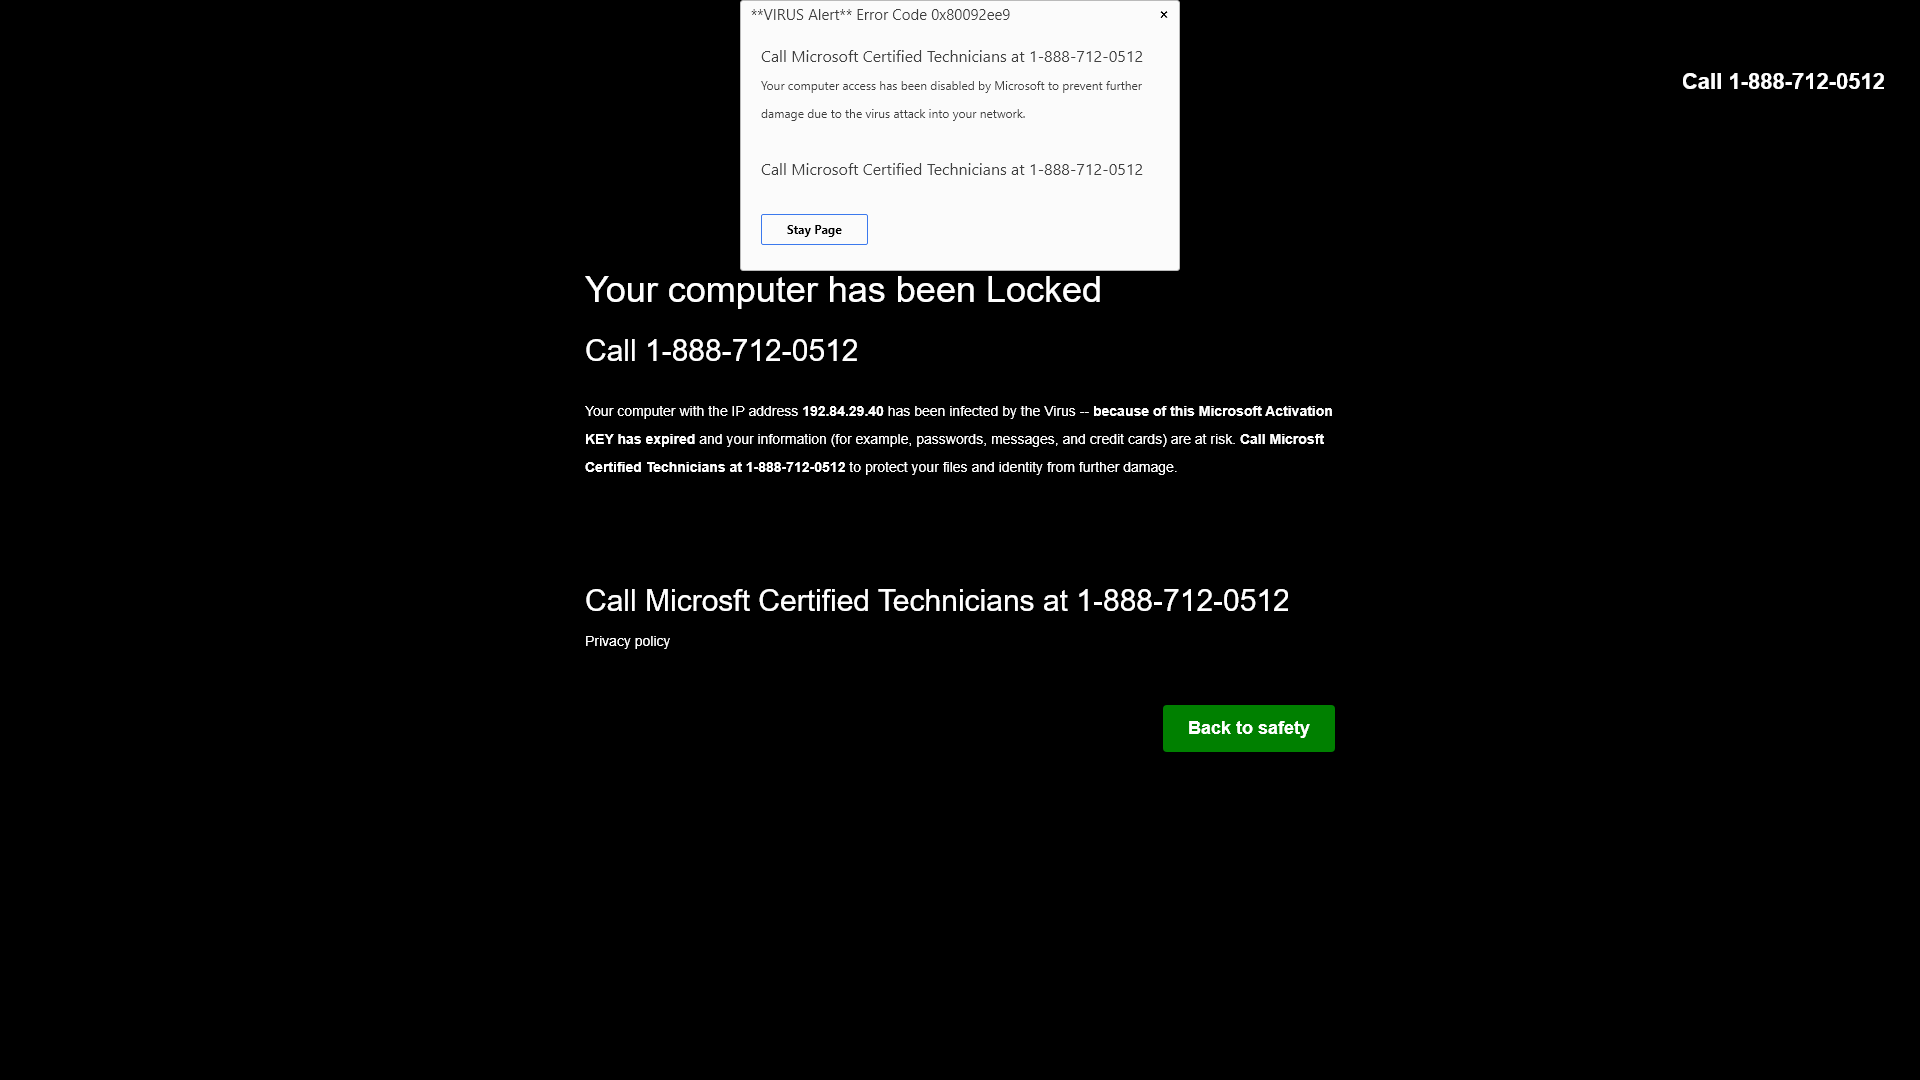 **VIRUS Alert** Error Code 0x80092ee9
×
Call Microsoft Certified Technicians at 1-888-712-0512
Your computer access has been disabled by Microsoft to prevent further
damage due to the virus attack into your network.
Call Microsoft Certified Technicians at 1-888-712-0512
Stay Page
Call 1-888-712-0512
Your computer has been Locked
Call 1-888-712-0512
Your computer with the IP address 192.84.29.40 has been infected by the Virus -- because of this Microsoft Activation
KEY has expired and your information (for example, passwords, messages, and credit cards) are at risk. Call Microsft
Certified Technicians at 1-888-712-0512 to protect your files and identity from further damage.
Call Microsft Certified Technicians at 1-888-712-0512
Privacy policy
Back to safety